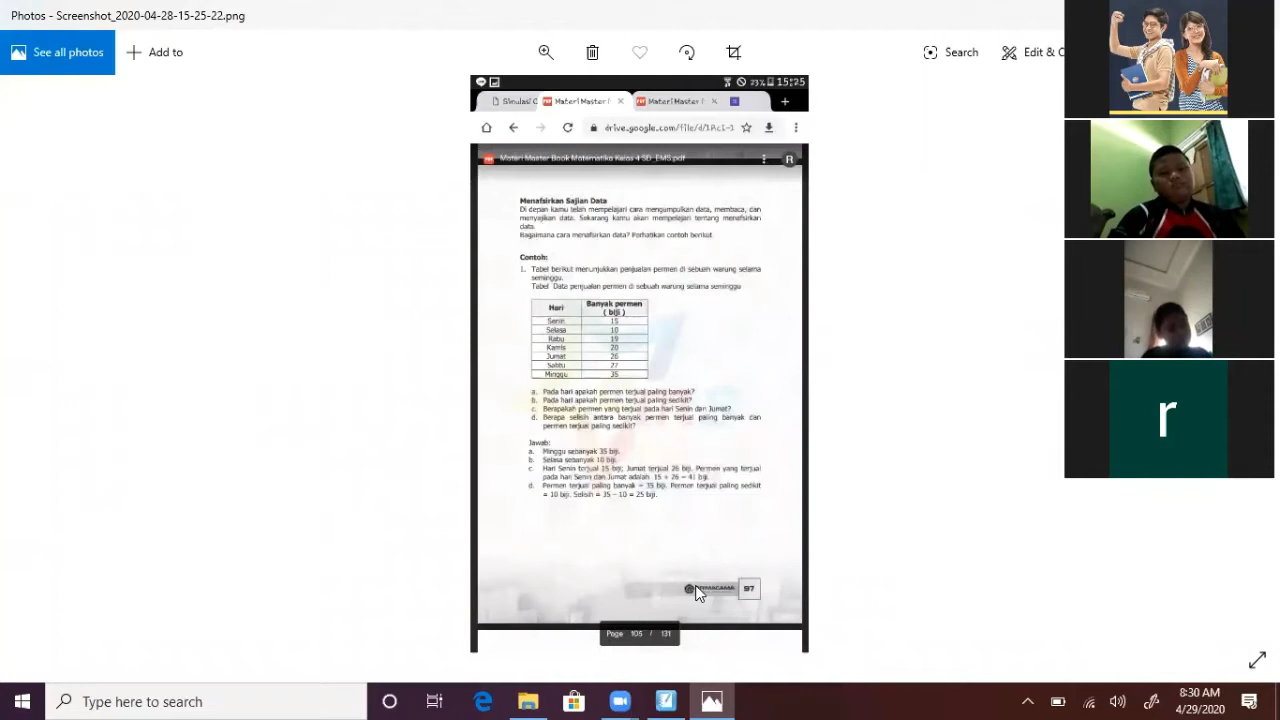 Photos - Screenshot_2020-04-28-15-25-22.png
See all photos
Add to
Search
Edit & C
73% 15:25
Simulasi C
Materi Master
Materi Master
drive.google.com/file/d/
Materi Master Book Matematika Kelas 4 SD_EMS.pdf
R
Menafsirkan Sajian Data
Di depan kamu telah mempelajari cara mengumpulkan data, membaca, dan
menyajikan data. Sekarang kamu akan mempelajari tentang menafsirkan
data.
Bagaimana cara menafsirkan data? Perhatikan contoh berikut.
Contoh:
1. Tabel berikut menunjukkan penjualan permen di sebuah warung selama
seminggu.
Tabel Data penjualan permen di sebuah warung selama seminggu
Hari Banyak permen
( biji )
Senin 15
Selasa 10
Rabu 19
Kamis 20
Jumat 26
Sabtu 27
Minggu 35
a. Pada hari apakah permen terjual paling banyak?
b. Pada hari apakah permen terjual paling sedikit?
c. Berapakah permen yang terjual pada hari Senin dan Jumat?
d. Berapa selisih antara banyak permen terjual paling banyak dan
permen terjual paling sedikit?
Jawab:
a. Minggu sebanyak 35 biji.
b. Selasa sebanyak 10 biji.
c. Hari Senin terjual 15 biji; Jumat terjual 26 biji. Permen yang terjual
pada hari Senin dan Jumat adalah 15 + 26 = 41 biji.
d. Permen terjual paling banyak = 35 biji. Permen terjual paling sedikit
= 10 biji. Selisih = 35 - 10 = 25 biji.
97
Page 105 / 131
r
Type here to search
8:30 AM
4/29/2020